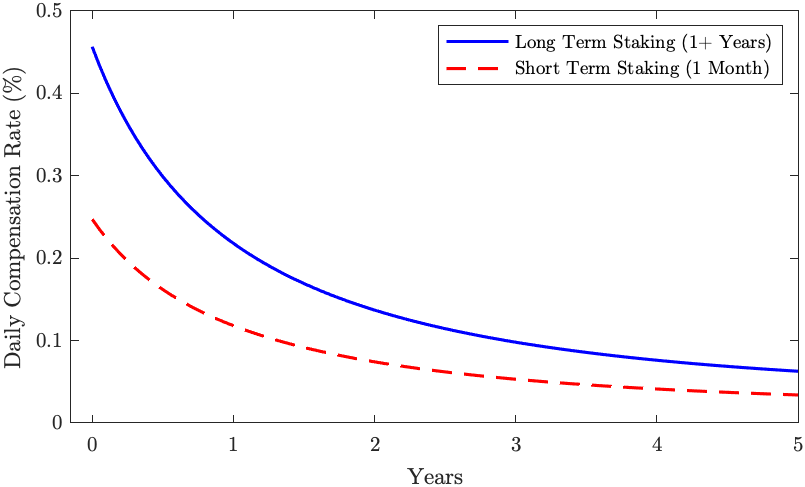 0.5
0.4
0.3
0.2
0.1
0
Daily Compensation Rate (%)
Long Term Staking (1+ Years)
Short Term Staking (1 Month)
0 1 2 3 4 5
Years